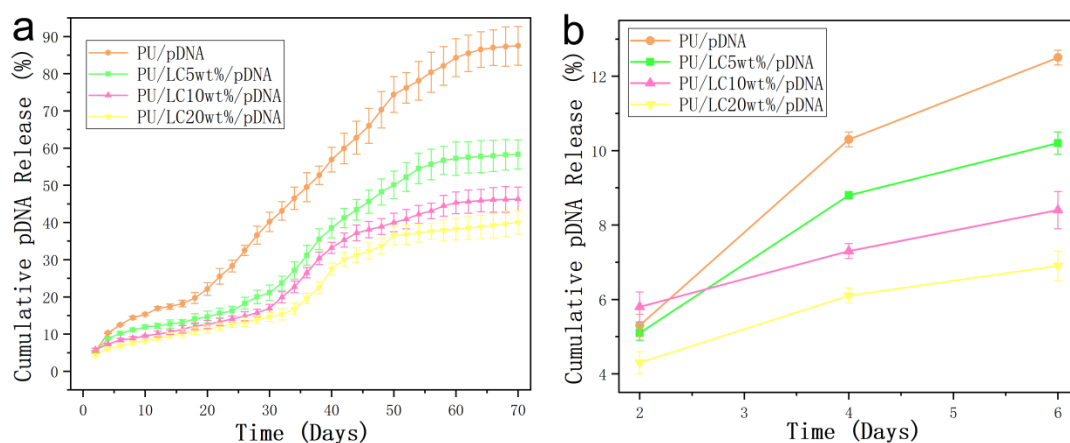 a
Cumulative pDNA Release (%)
90
80
70
60
50
40
30
20
10
0
PU/pDNA
PU/LC5wt%/pDNA
PU/LC10wt%/pDNA
PU/LC20wt%/pDNA
0 10 20 30 40 50 60 70
Time (Days)
b
Cumulative pDNA Release (%)
12
10
8
6
4
PU/pDNA
PU/LC5wt%/pDNA
PU/LC10wt%/pDNA
PU/LC20wt%/pDNA
2 3 4 5 6
Time (Days)